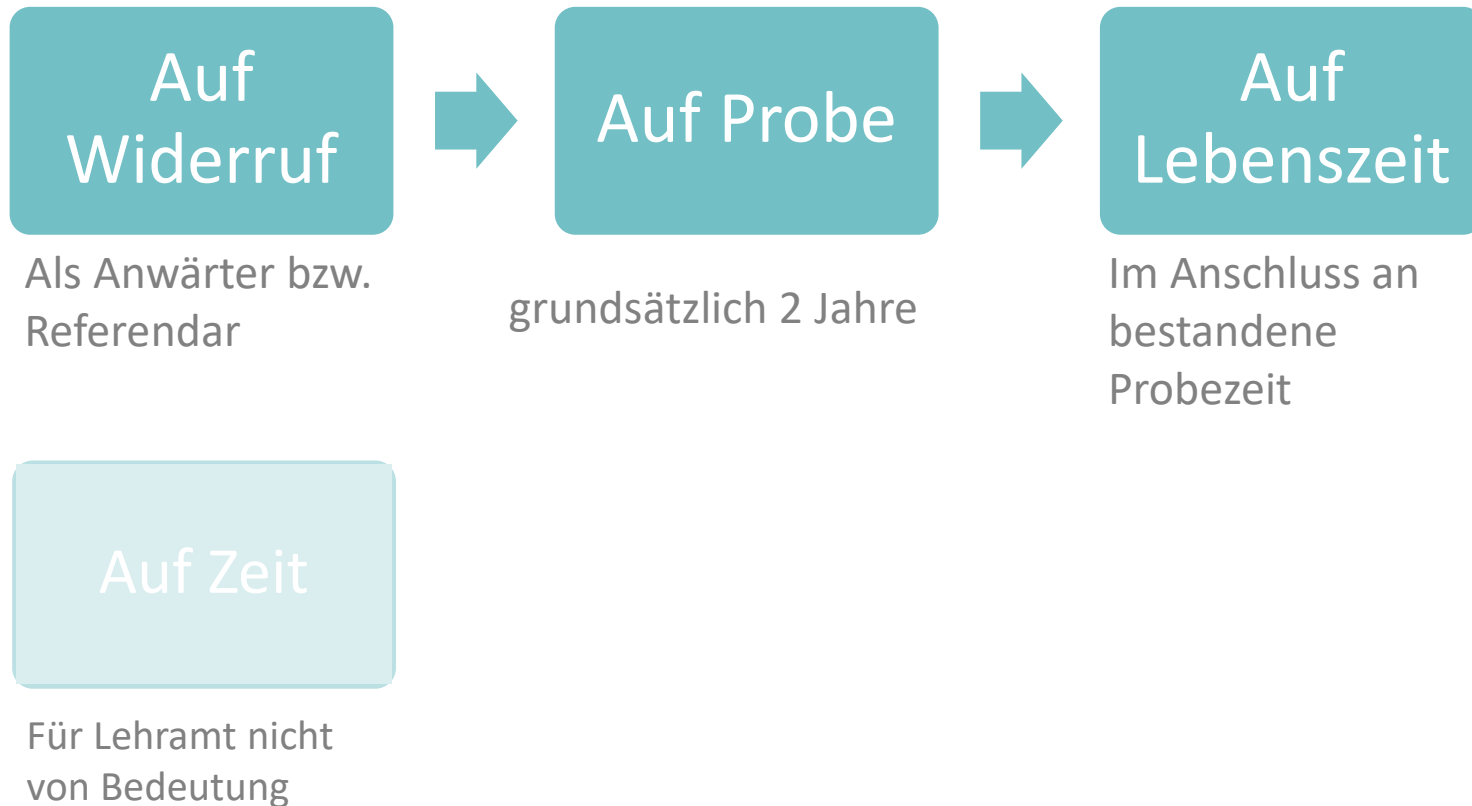 Auf
Widerruf
Als Anwärter bzw.
Referendar
Auf Probe
grundsätzlich 2 Jahre
Auf
Lebenszeit
Im Anschluss an
bestandene
Probezeit
Auf Zeit
Für Lehramt nicht
von Bedeutung